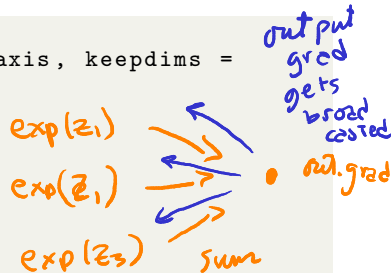 axis, keepdims =
output
grad
gets
broad
casted
exp(z₁)
exp(z₁)
out.grad
exp(z₃)
sum